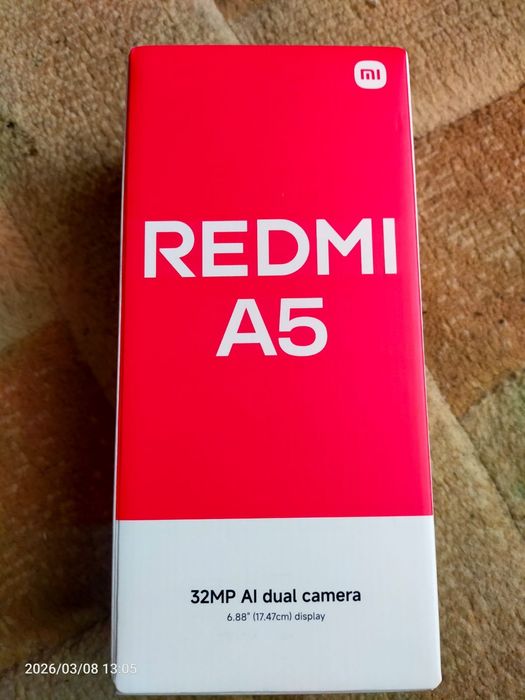 mi
REDMI
A5
32MP AI dual camera
6.88" (17.47cm) display
2026/03/08 13:05